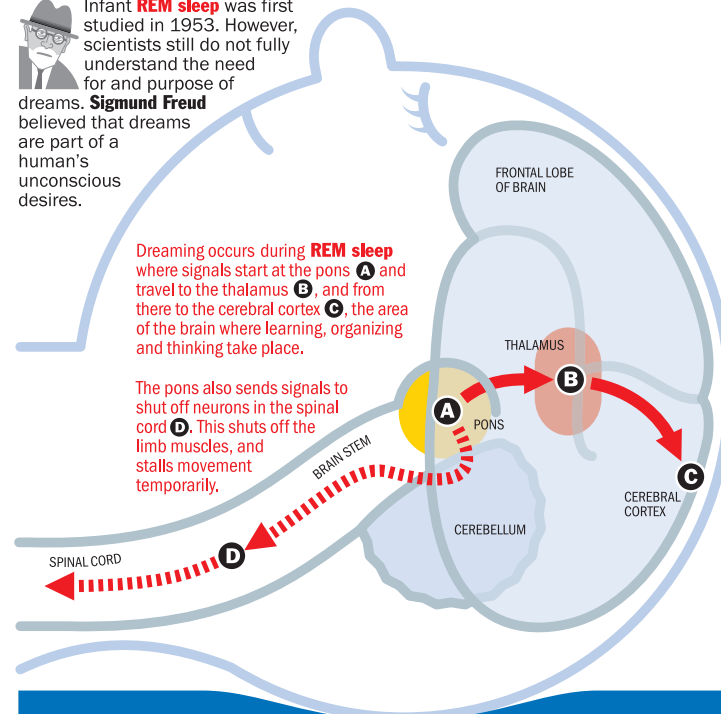 Infant REM sleep was first
studied in 1953. However,
scientists still do not fully
understand the need
for and purpose of
dreams. Sigmund Freud
believed that dreams
are part of a
human's
unconscious
desires.
FRONTAL LOBE
OF BRAIN
Dreaming occurs during REM sleep
where signals start at the pons A and
travel to the thalamus B, and from
there to the cerebral cortex C, the area
of the brain where learning, organizing
and thinking take place.
THALAMUS
B
The pons also sends signals to
shut off neurons in the spinal
cord D. This shuts off the
limb muscles, and
stalls movement
temporarily.
A
PONS
BRAIN STEM
C
CEREBRAL
CORTEX
CEREBELLUM
D
SPINAL CORD